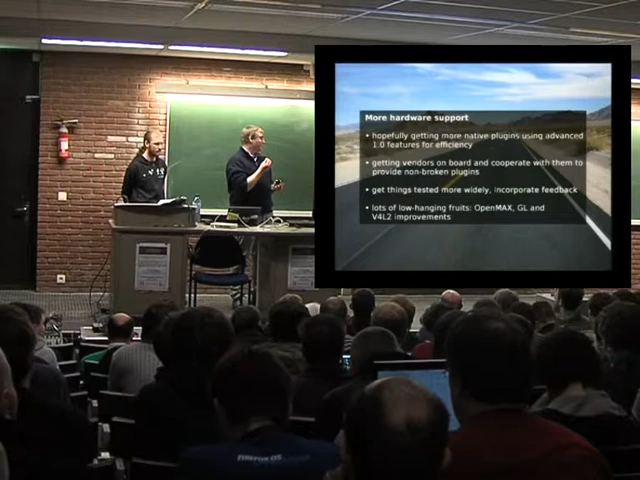 More hardware support
• hopefully getting more native plugins using advanced
1.0 features for efficiency
• getting vendors on board and cooperate with them to
provide non-broken plugins
• get things tested more widely, incorporate feedback
• lots of low-hanging fruits: OpenMAX, GL and
V4L2 improvements